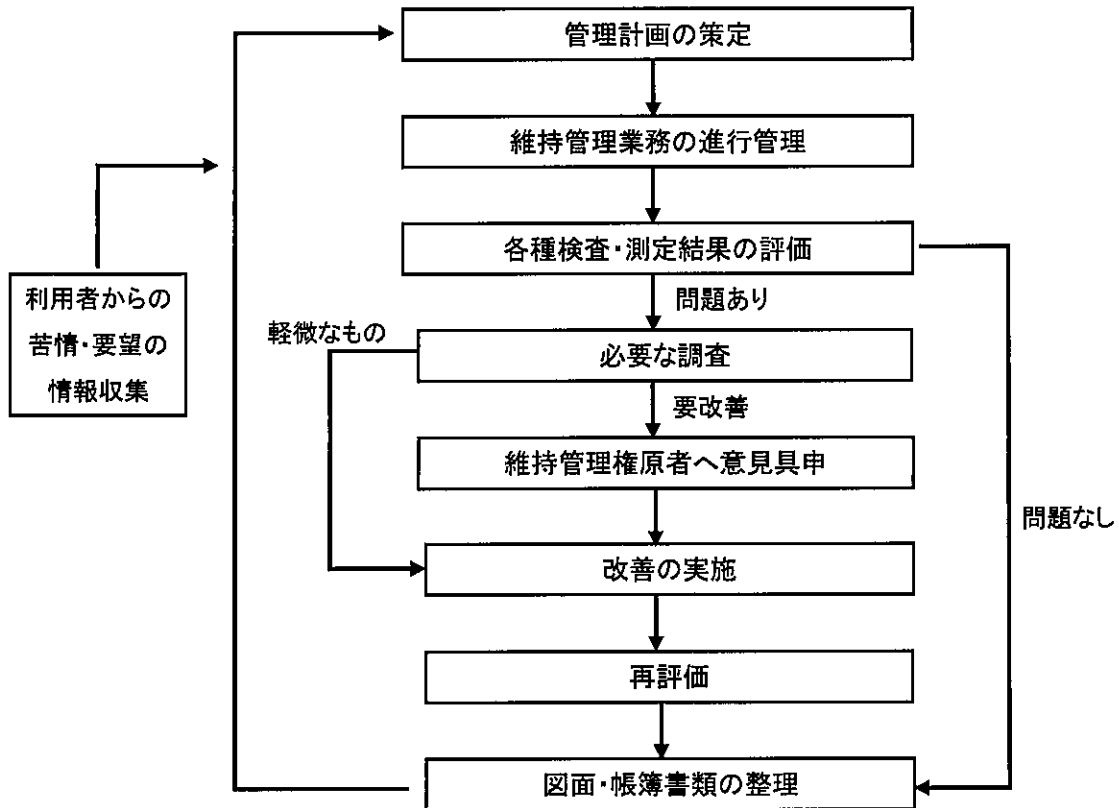 管理計画の策定
維持管理業務の進行管理
各種検査・測定結果の評価
問題あり
利用者からの
苦情・要望の
情報収集
軽微なもの
必要な調査
要改善
維持管理権原者へ意見具申
問題なし
改善の実施
再評価
図面・帳簿書類の整理